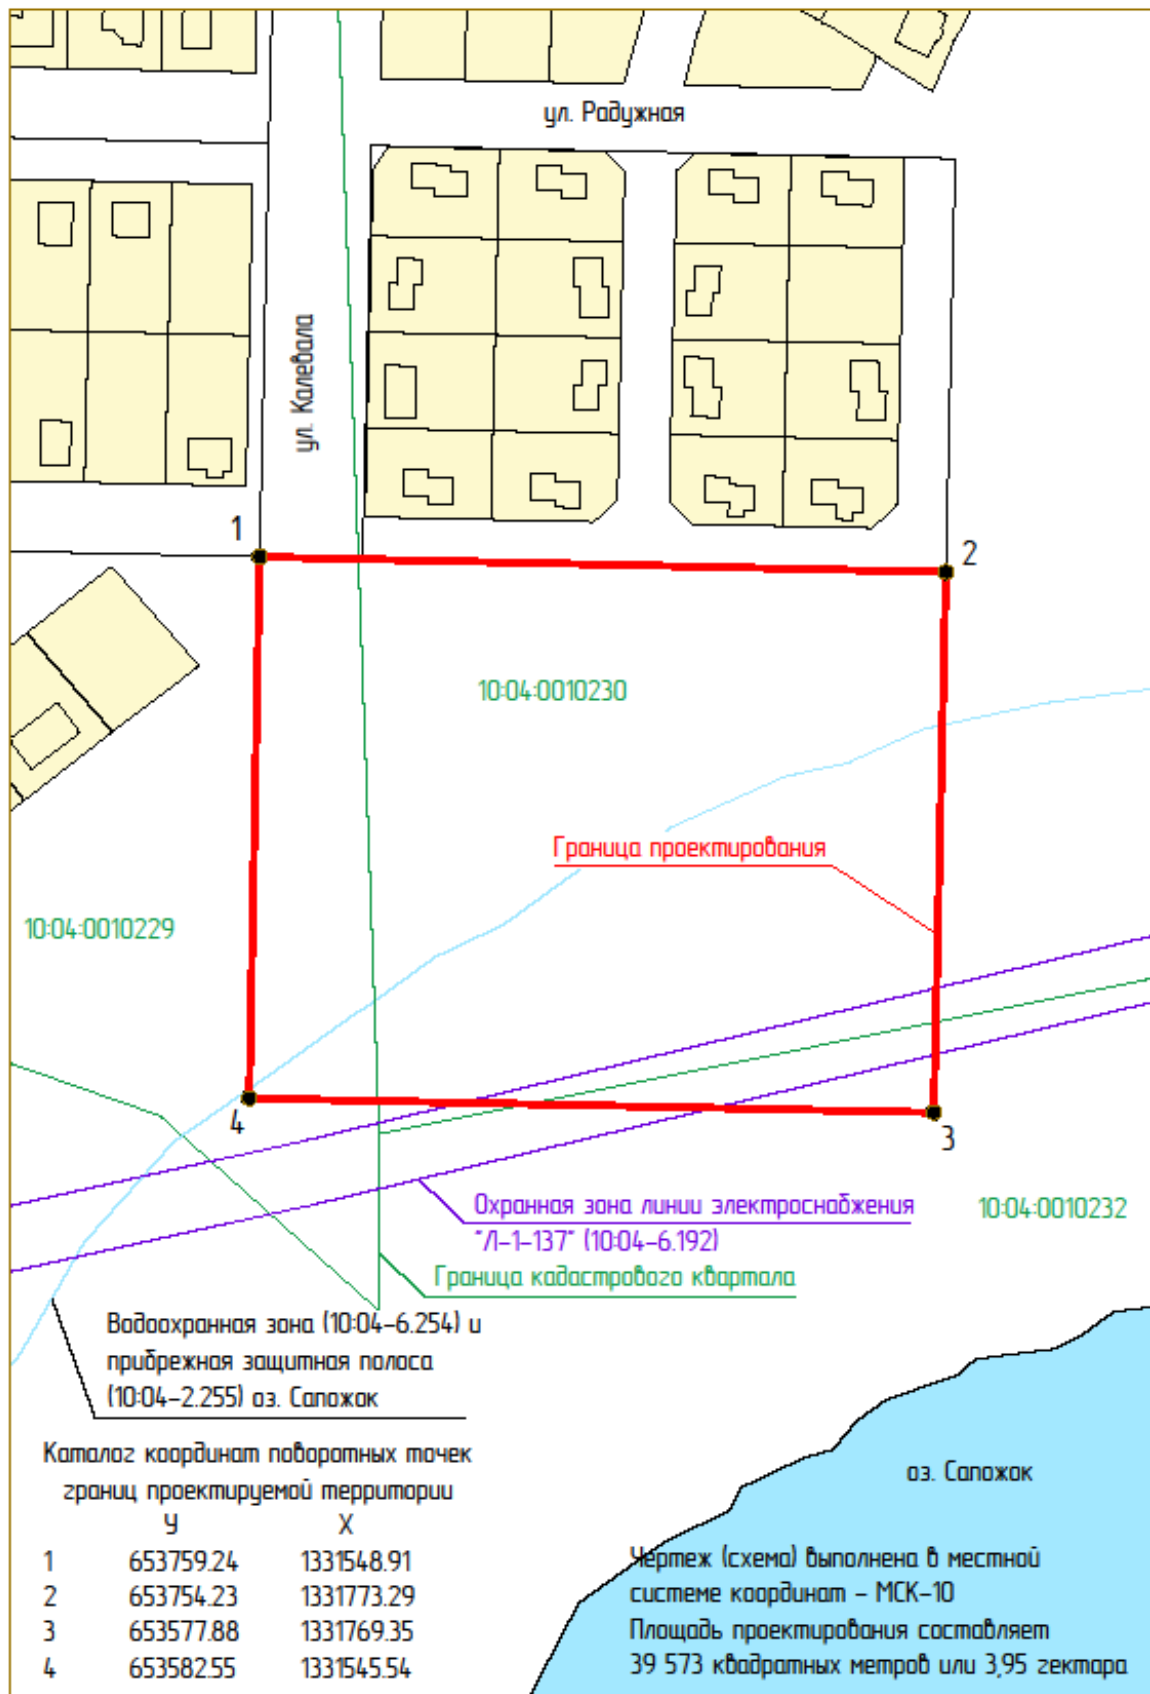 ул. Радужная
ул. Калевала
1
2
10:04:0010230
Граница проектирования
10:04:0010229
4
3
Охранная зона линии электроснабжения
"Л-1-137" (10:04-6.192)
10:04:0010232
Граница кадастрового квартала
Водоохранная зона (10:04-6.254) и
прибрежная защитная полоса
(10:04-2.255) оз. Сапожок
Каталог координат поворотных точек
границ проектируемой территории
У Х
1 653759.24 1331548.91
2 653754.23 1331773.29
3 653577.88 1331769.35
4 653582.55 1331545.54
оз. Сапожок
Чертеж (схема) выполнена в местной
системе координат - МСК-10
Площадь проектирования составляет
39 573 квадратных метров или 3,95 гектара